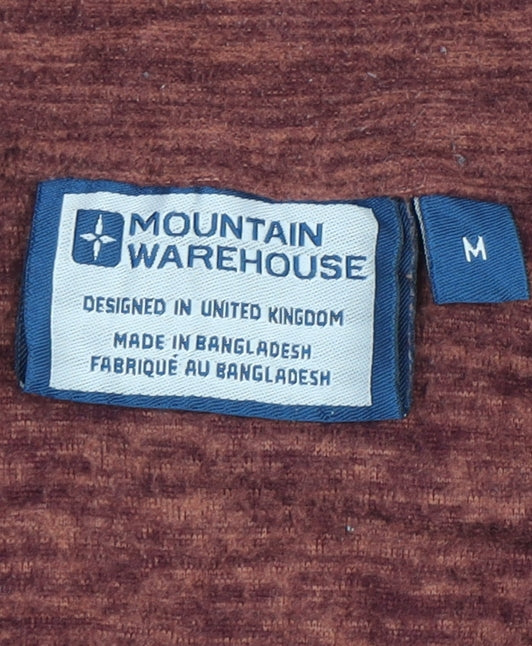 MOUNTAIN
WAREHOUSE
DESIGNED IN UNITED KINGDOM
MADE IN BANGLADESH
FABRIQUÉ AU BANGLADESH
M